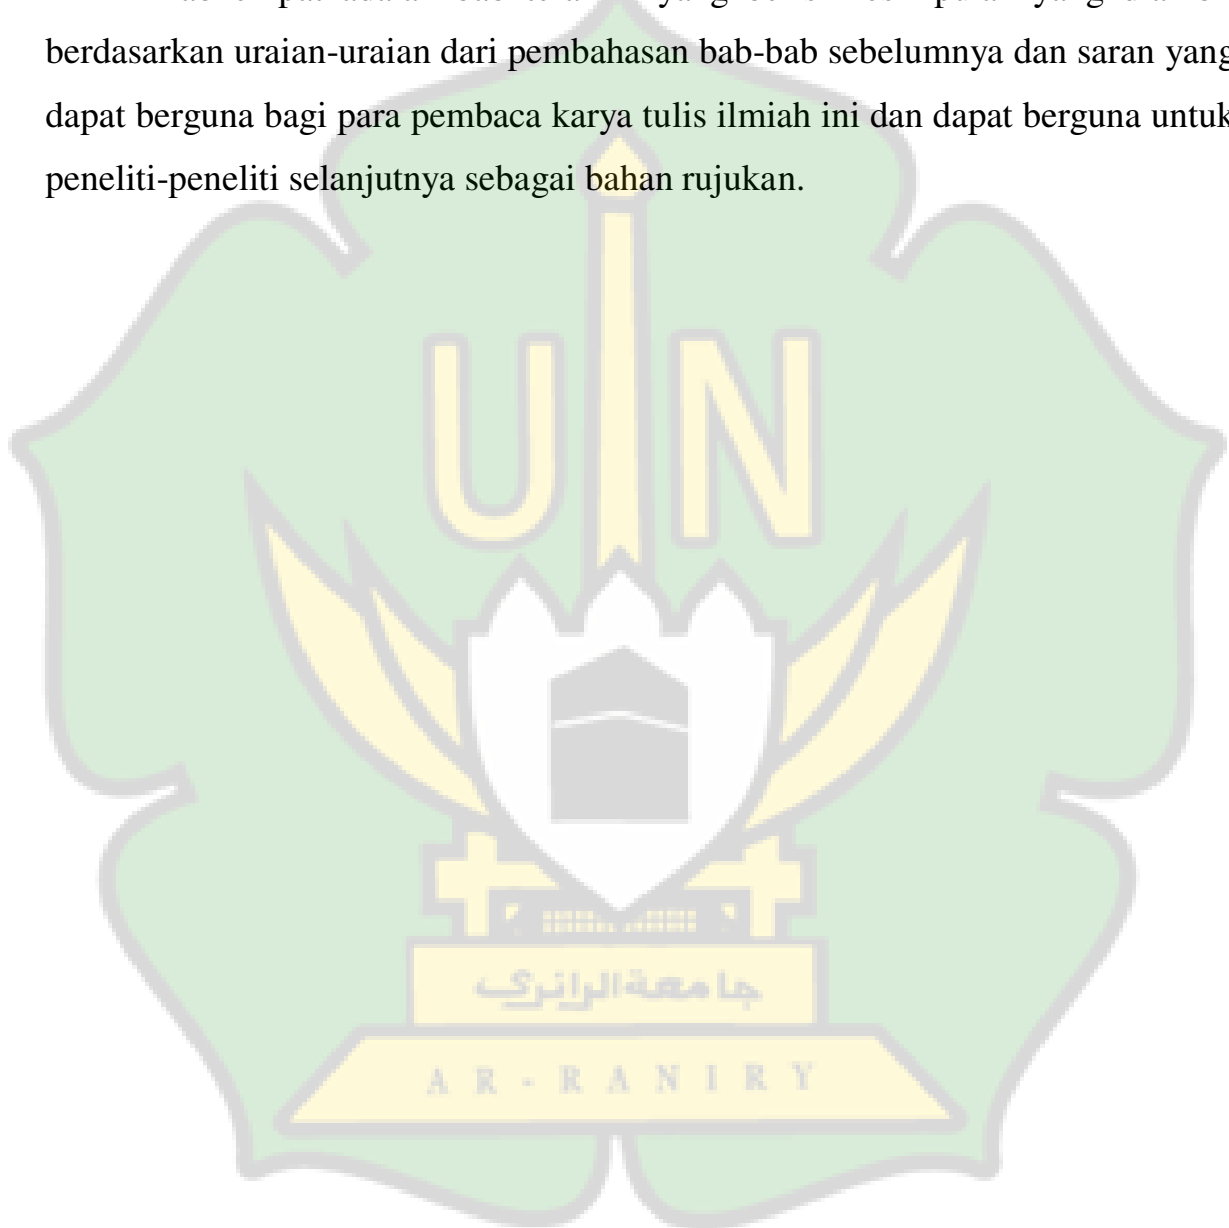 berdasarkan uraian-uraian dari pembahasan bab-bab sebelumnya dan saran yang
dapat berguna bagi para pembaca karya tulis ilmiah ini dan dapat berguna untuk
peneliti-peneliti selanjutnya sebagai bahan rujukan.
UIN
جامعة الرانري
AR-RANIRY